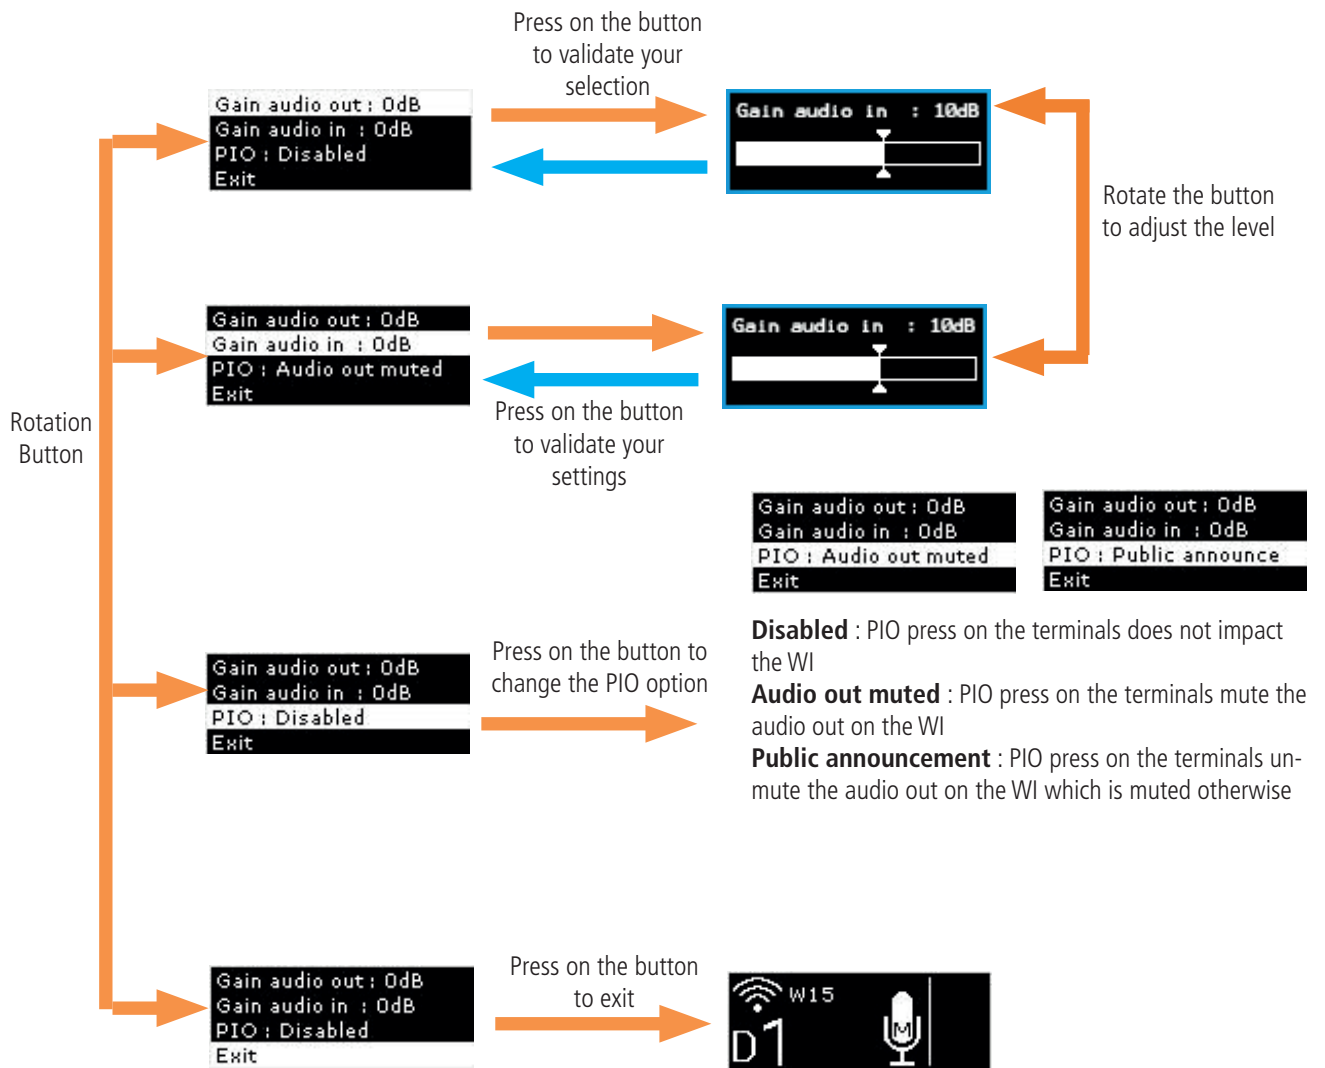 Press on the button
to validate your
selection
Gain audio out : 0dB
Gain audio in : 0dB
PIO : Disabled
Exit
Gain audio in : 10dB
Rotate the button
to adjust the level
Gain audio out : 0dB
Gain audio in : 0dB
PIO : Audio out muted
Exit
Gain audio in : 10dB
Press on the button
to validate your
settings
Rotation
Button
Gain audio out : 0dB
Gain audio in : 0dB
PIO : Audio out muted
Exit
Gain audio out : 0dB
Gain audio in : 0dB
PIO : Public announce
Exit
Gain audio out : 0dB
Gain audio in : 0dB
PIO : Disabled
Exit
Press on the button to
change the PIO option
Disabled : PIO press on the terminals does not impact
the WI
Audio out muted : PIO press on the terminals mute the
audio out on the WI
Public announcement : PIO press on the terminals un-
mute the audio out on the WI which is muted otherwise
Gain audio out : 0dB
Gain audio in : 0dB
PIO : Disabled
Exit
Press on the button
to exit
W15
D1
M